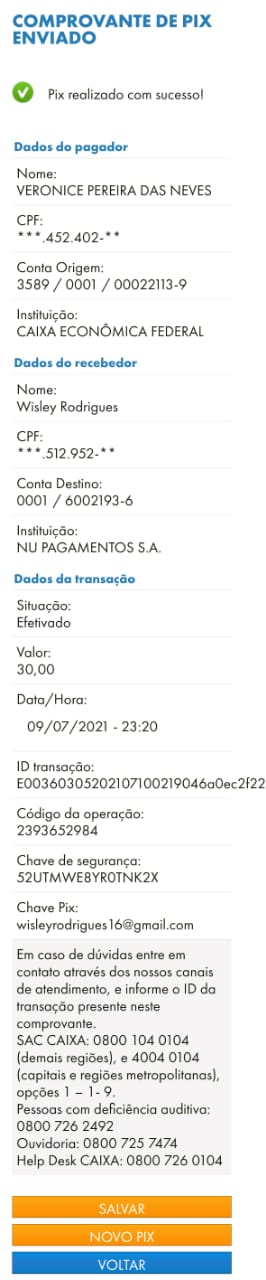 COMPROVANTE DE PIX
ENVIADO
Pix realizado com sucesso!
Dados do pagador
Nome:
VERONICE PEREIRA DAS NEVES
CPF:
***.452.402-**
Conta Origem:
3589 / 0001 / 00022113-9
Instituição:
CAIXA ECONÔMICA FEDERAL
Dados do recebedor
Nome:
Wisley Rodrigues
CPF:
***.512.952-**
Conta Destino:
0001 / 6002193-6
Instituição:
NU PAGAMENTOS S.A.
Dados da transação
Situação:
Efetivado
Valor:
30,00
Data/Hora:
09/07/2021 - 23:20
ID transação:
E00360305202107100219046a0ec2f22
Código da operação:
2393652984
Chave de segurança:
52UTMWE8YR0TNK2X
Chave Pix:
wisleyrodrigues16@gmail.com
Em caso de dúvidas entre em
contato através dos nossos canais
de atendimento, e informe o ID da
transação presente neste
comprovante.
SAC CAIXA: 0800 104 0104
(demais regiões), e 4004 0104
(capitais e regiões metropolitanas),
opções 1 – 1- 9.
Pessoas com deficiência auditiva:
0800 726 2492
Ouvidoria: 0800 725 7474
Help Desk CAIXA: 0800 726 0104
SALVAR
NOVO PIX
VOLTAR